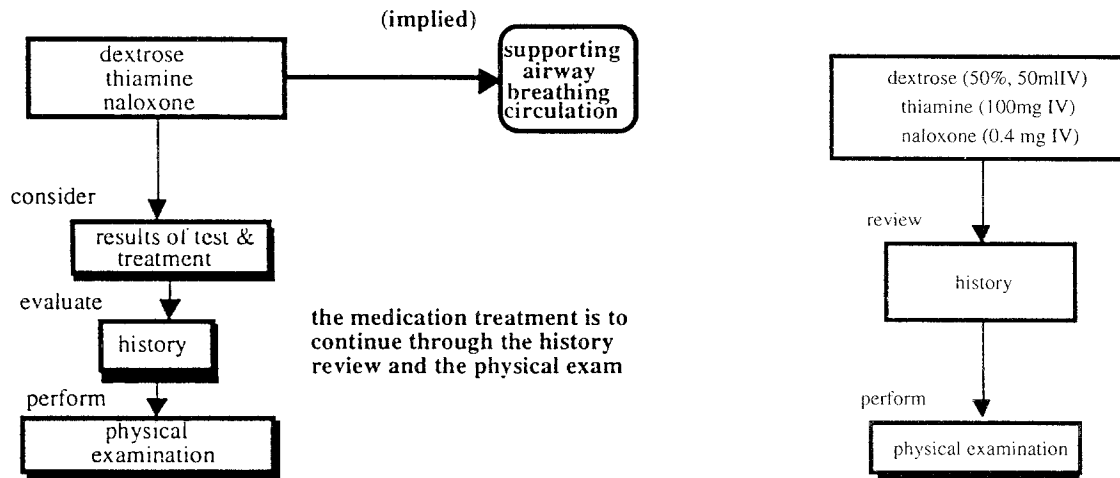 (implied)
dextrose
thiamine
naloxone
supporting
airway
breathing
circulation
consider
results of test &
treatment
evaluate
history
the medication treatment is to
continue through the history
review and the physical exam
perform
physical
examination
dextrose (50%, 50mlIV)
thiamine (100mg IV)
naloxone (0.4 mg IV)
review
history
perform
physical examination